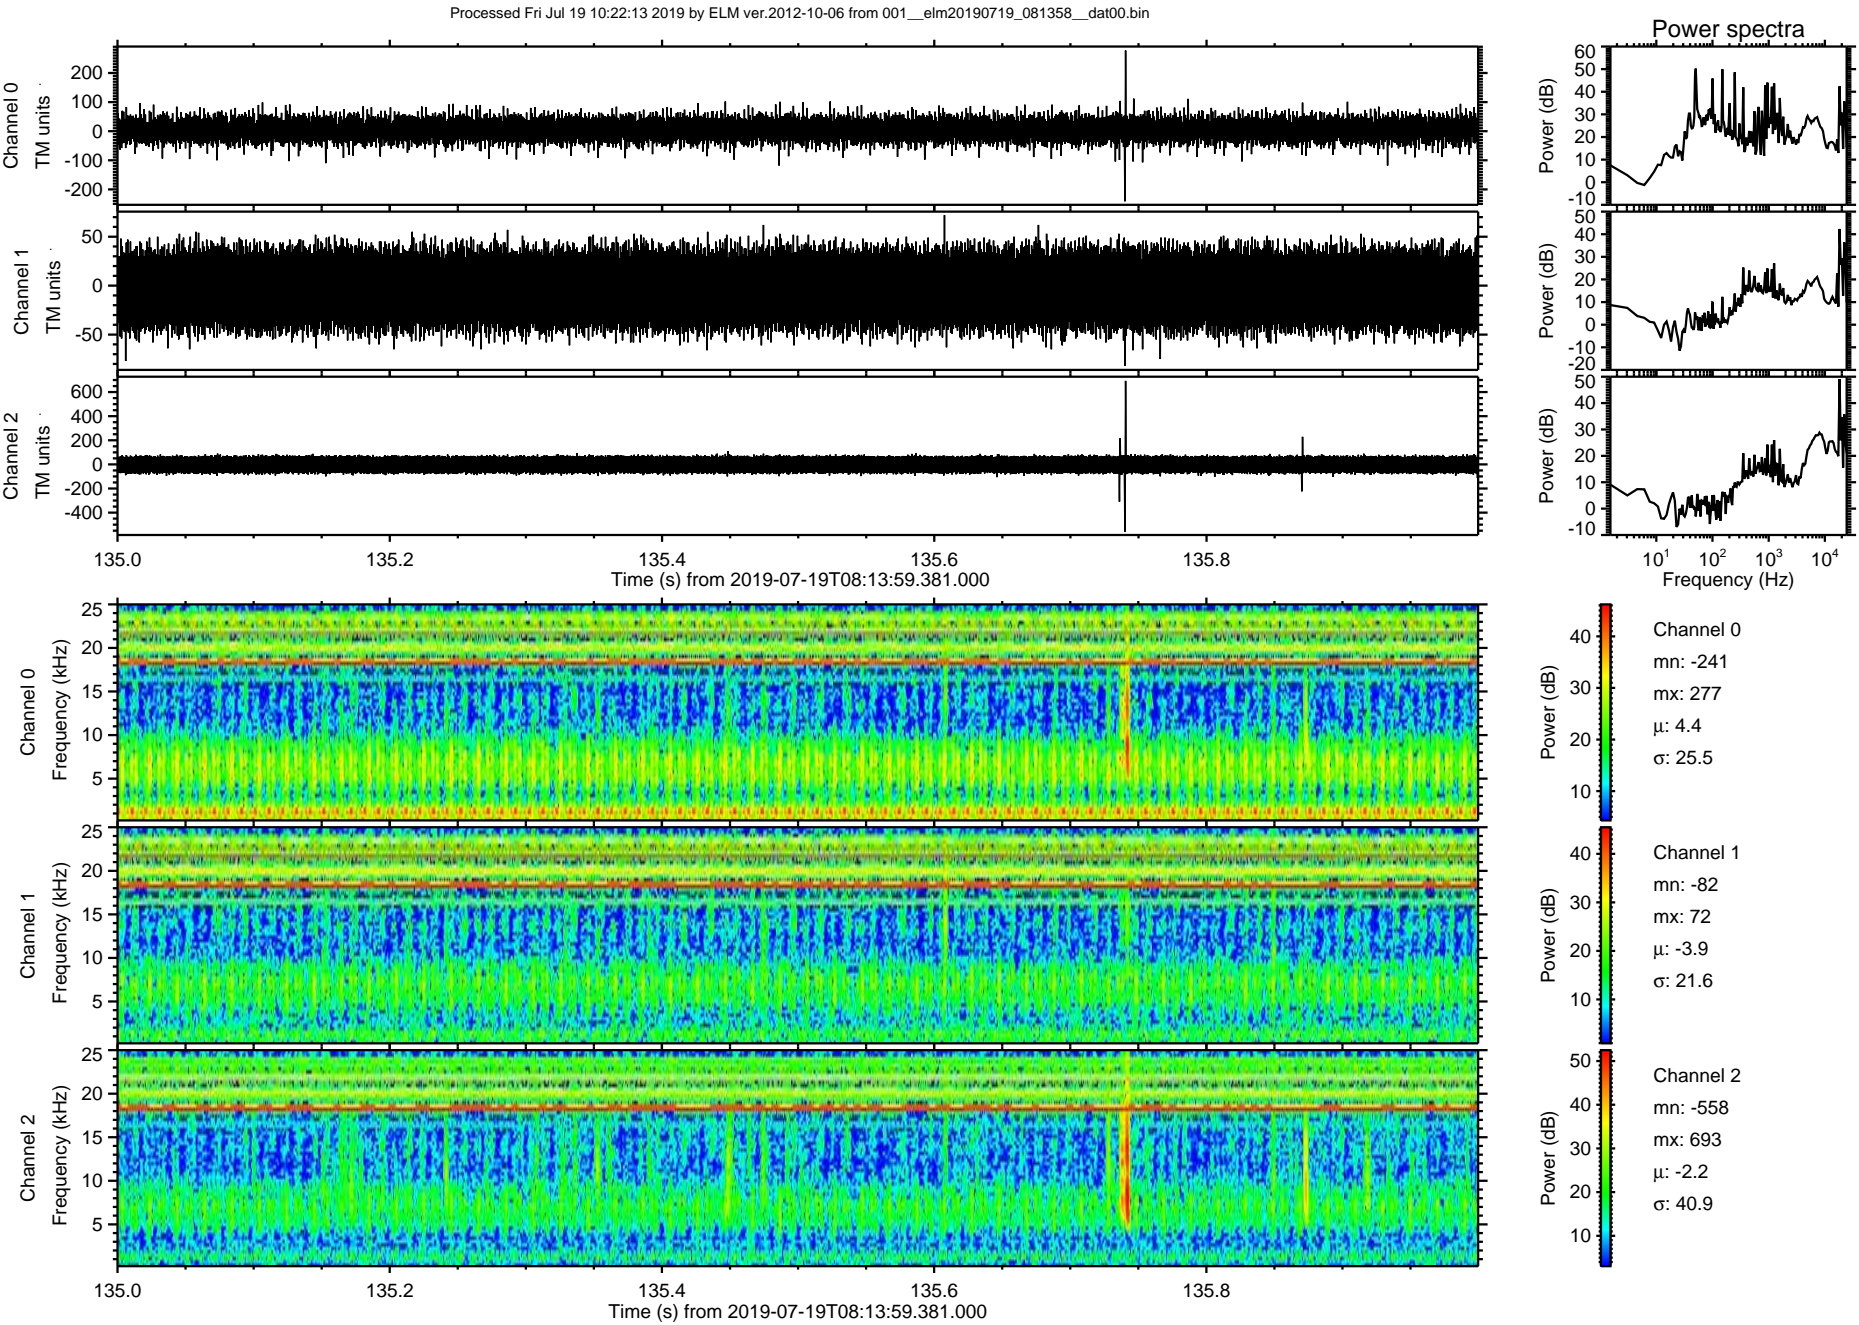 Processed Fri Jul 19 10:22:13 2019 by ELM ver.2012-10-06 from 001__elm20190719_081358__dat00.bin
Power spectra
Channel 0
TM units
200
100
0
-100
-200
Power (dB)
60
50
40
30
20
10
0
-10
Channel 1
TM units
50
0
-50
Power (dB)
50
40
30
20
10
0
-10
-20
Channel 2
TM units
600
400
200
0
-200
-400
Power (dB)
50
40
30
20
10
0
-10
135.0 135.2 135.4 135.6 135.8
Time (s) from 2019-07-19T08:13:59.381.000
10¹ 10² 10³ 10⁴
Frequency (Hz)
Channel 0
Frequency (kHz)
25
20
15
10
5
Power (dB)
40
30
20
10
Channel 0
mn: -241
mx: 277
μ: 4.4
σ: 25.5
Channel 1
Frequency (kHz)
25
20
15
10
5
Power (dB)
40
30
20
10
Channel 1
mn: -82
mx: 72
μ: -3.9
σ: 21.6
Channel 2
Frequency (kHz)
25
20
15
10
5
Power (dB)
50
40
30
20
10
Channel 2
mn: -558
mx: 693
μ: -2.2
σ: 40.9
135.0 135.2 135.4 135.6 135.8
Time (s) from 2019-07-19T08:13:59.381.000